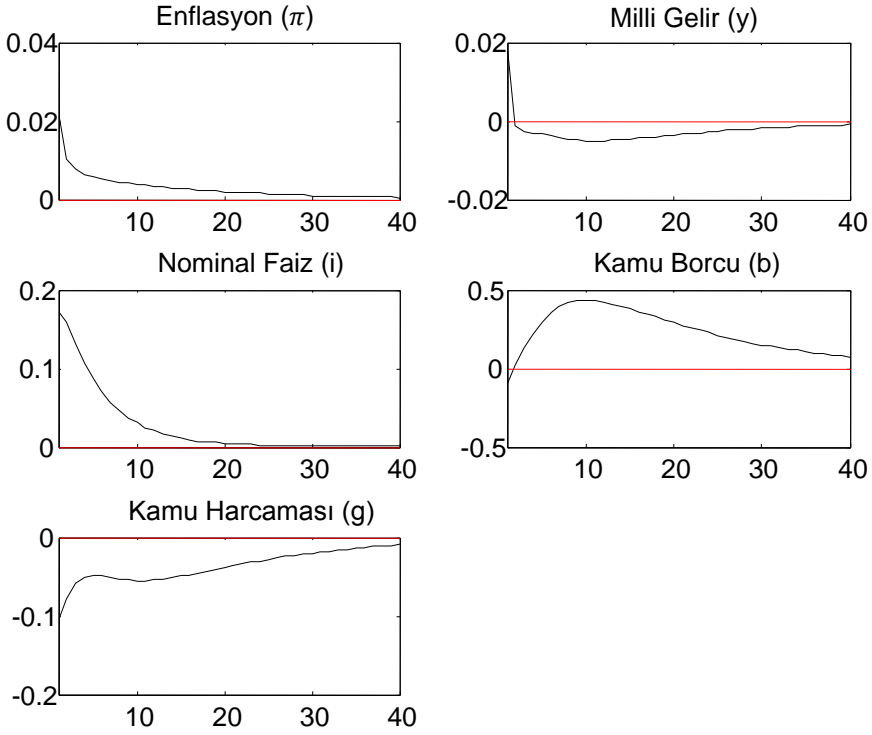 Enflasyon (π)
0.04
0.02
0
10 20 30 40
Milli Gelir (y)
0.02
0
-0.02
10 20 30 40
Nominal Faiz (i)
0.2
0.1
0
10 20 30 40
Kamu Borcu (b)
0.5
0
-0.5
10 20 30 40
Kamu Harcaması (g)
0
-0.1
-0.2
10 20 30 40